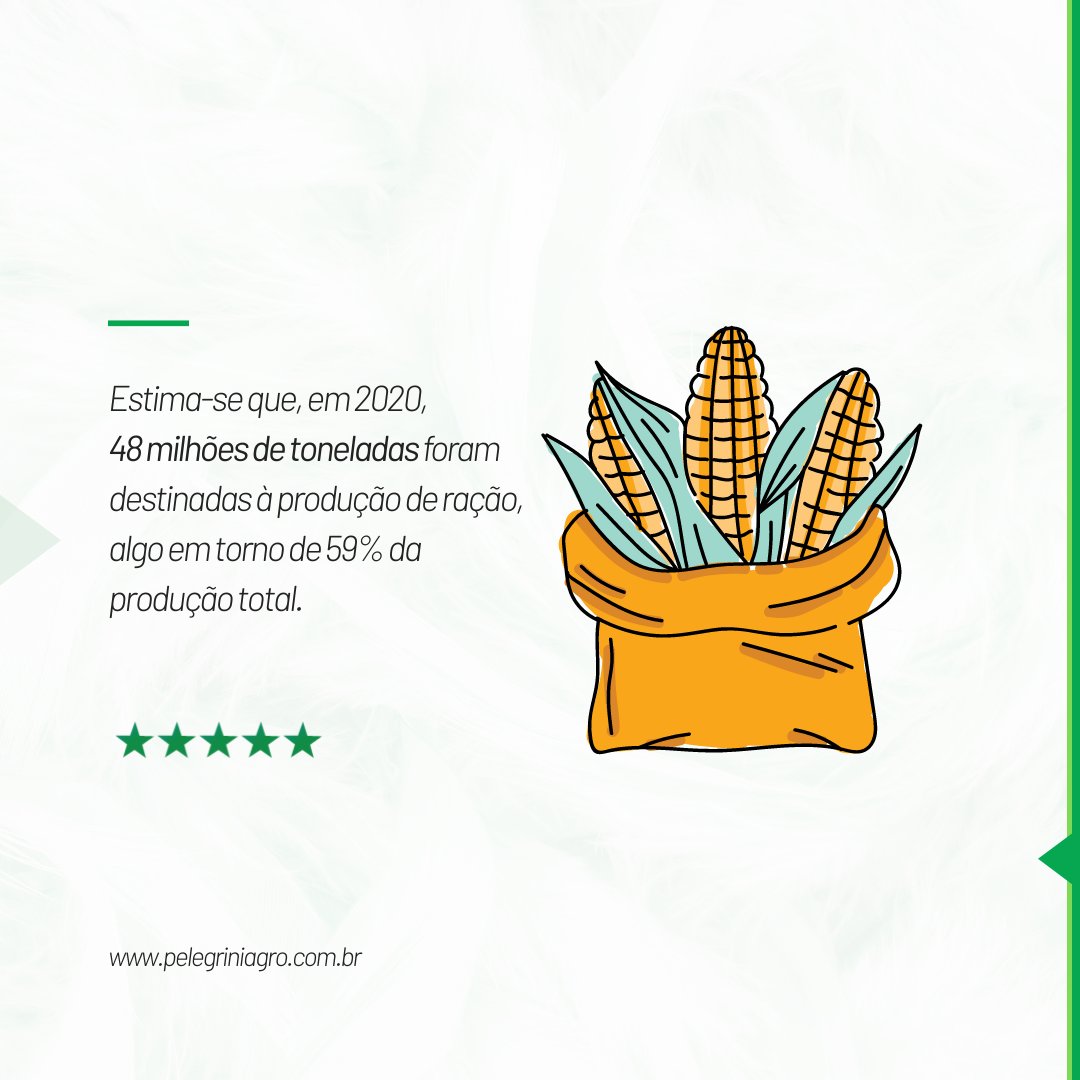 Estima-se que, em 2020,
48 milhões de toneladas foram
destinadas à produção de ração,
algo em torno de 59% da
produção total.
www.pelegriniagro.com.br